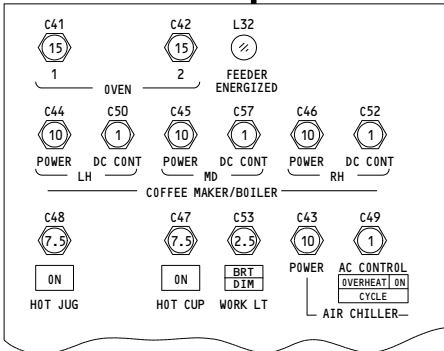 C41 C42 L32
15 15
1 2 FEEDER
OVEN ENERGIZED
C44 C50 C45 C57 C46 C52
10 1 10 1 10 1
POWER DC CONT POWER DC CONT POWER DC CONT
LH MD RH
COFFEE MAKER/BOILER
C48 C47 C53 C43 C49
7.5 7.5 2.5 10 1
POWER AC CONTROL
ON ON BRT OVERHEAT ON
DIM CYCLE
HOT JUG HOT CUP WORK LT AIR CHILLER